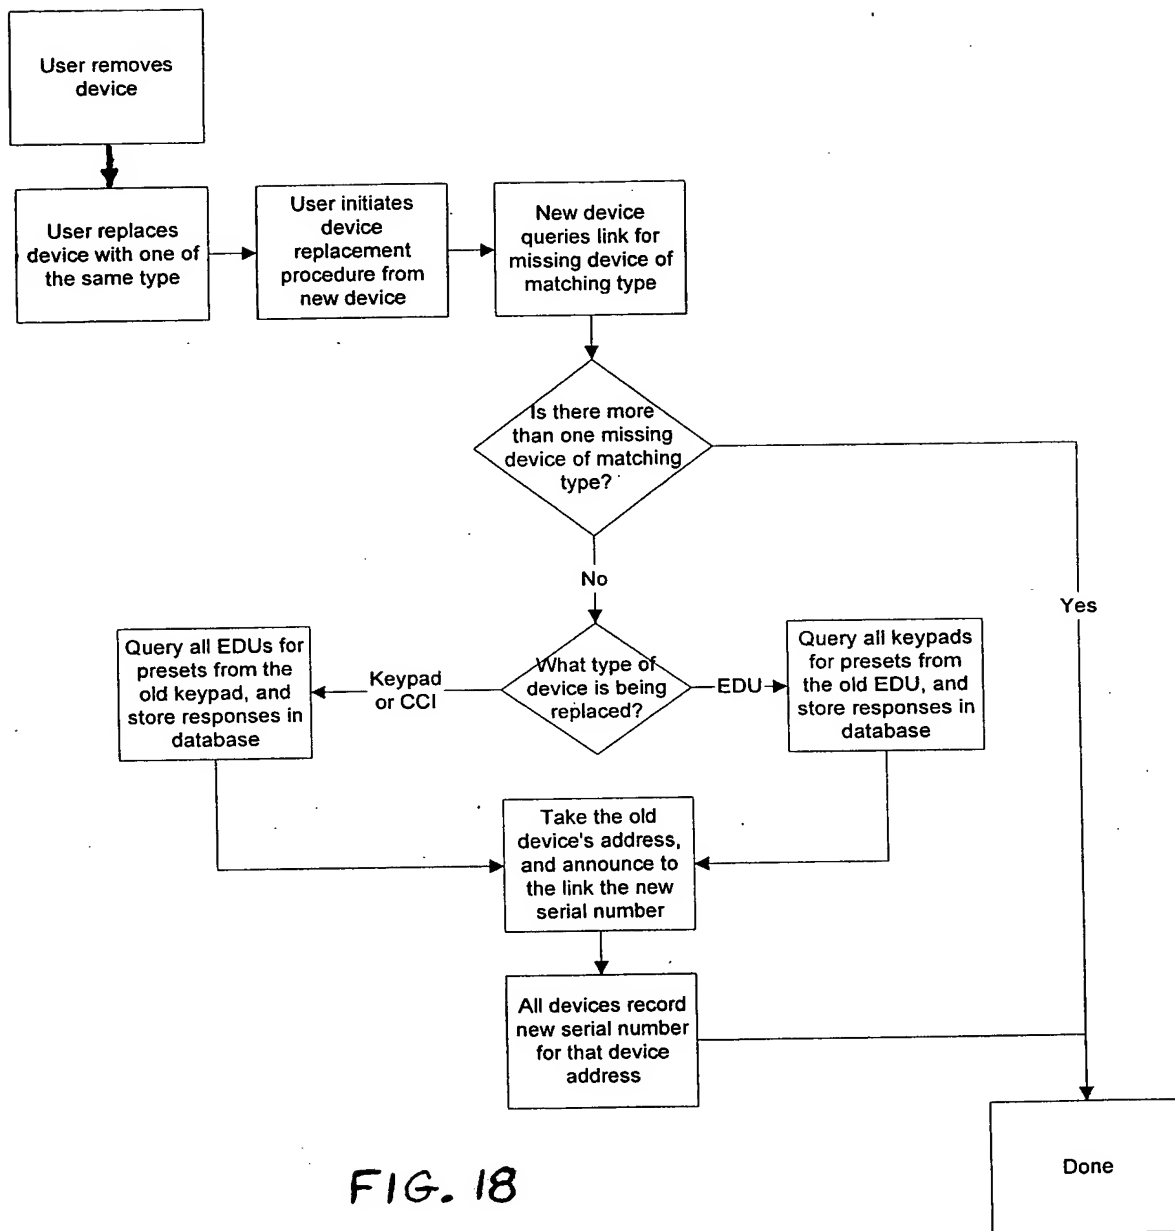 User removes
device
User replaces
device with one of
the same type
User initiates
device
replacement
procedure from
new device
New device
queries link for
missing device of
matching type
Is there more
than one missing
device of matching
type?
No
Yes
Query all EDUs for
presets from the
old keypad, and
store responses in
database
Keypad
or CCI
What type of
device is being
replaced?
EDU
Query all keypads
for presets from
the old EDU, and
store responses in
database
Take the old
device's address,
and announce to
the link the new
serial number
All devices record
new serial number
for that device
address
Done
FIG. 18